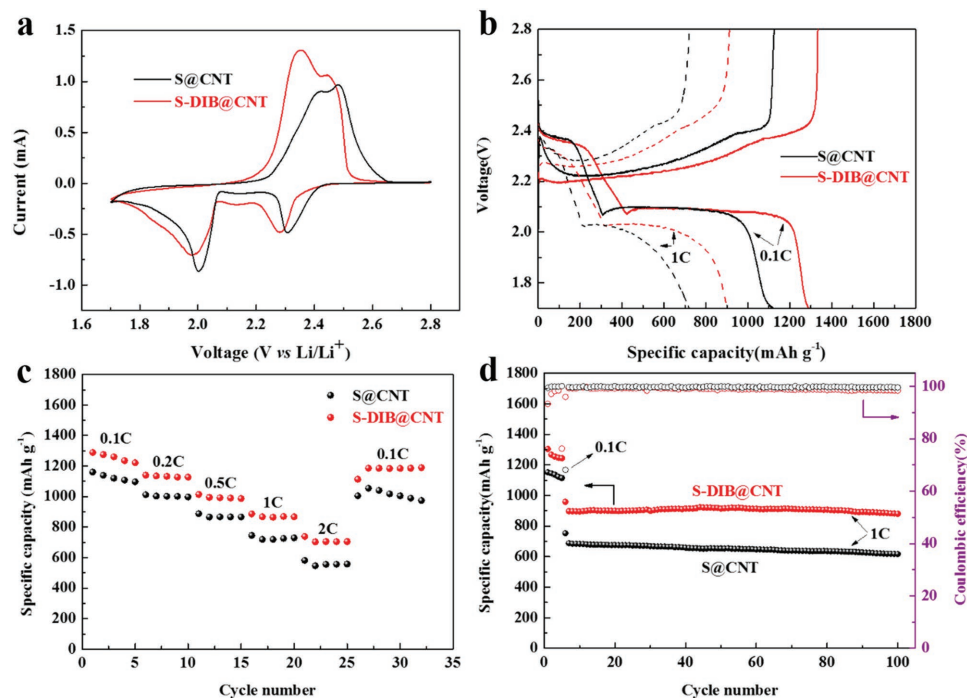 a
1.5
1.0
0.5
0.0
-0.5
-1.0
1.6
1.8
2.0
2.2
2.4
2.6
2.8
Current (mA)
Voltage (V vs Li/Li+)
S@CNT
S-DIB@CNT
b
2.8
2.6
2.4
2.2
2.0
1.8
0
200
400
600
800
1000
1200
1400
1600
1800
Voltage(V)
Specific capacity(mAh g-1)
S@CNT
S-DIB@CNT
1C
0.1C
c
1800
1600
1400
1200
1000
800
600
400
200
0
0
5
10
15
20
25
30
35
Specific capacity (mAh g-1)
Cycle number
S@CNT
S-DIB@CNT
0.1C
0.2C
0.5C
1C
2C
0.1C
d
1800
1600
1400
1200
1000
800
600
400
200
0
0
20
40
60
80
100
100
80
60
40
20
0
Specific capacity(mAh g-1)
Coulombic efficiency(%)
Cycle number
0.1C
S-DIB@CNT
1C
S@CNT